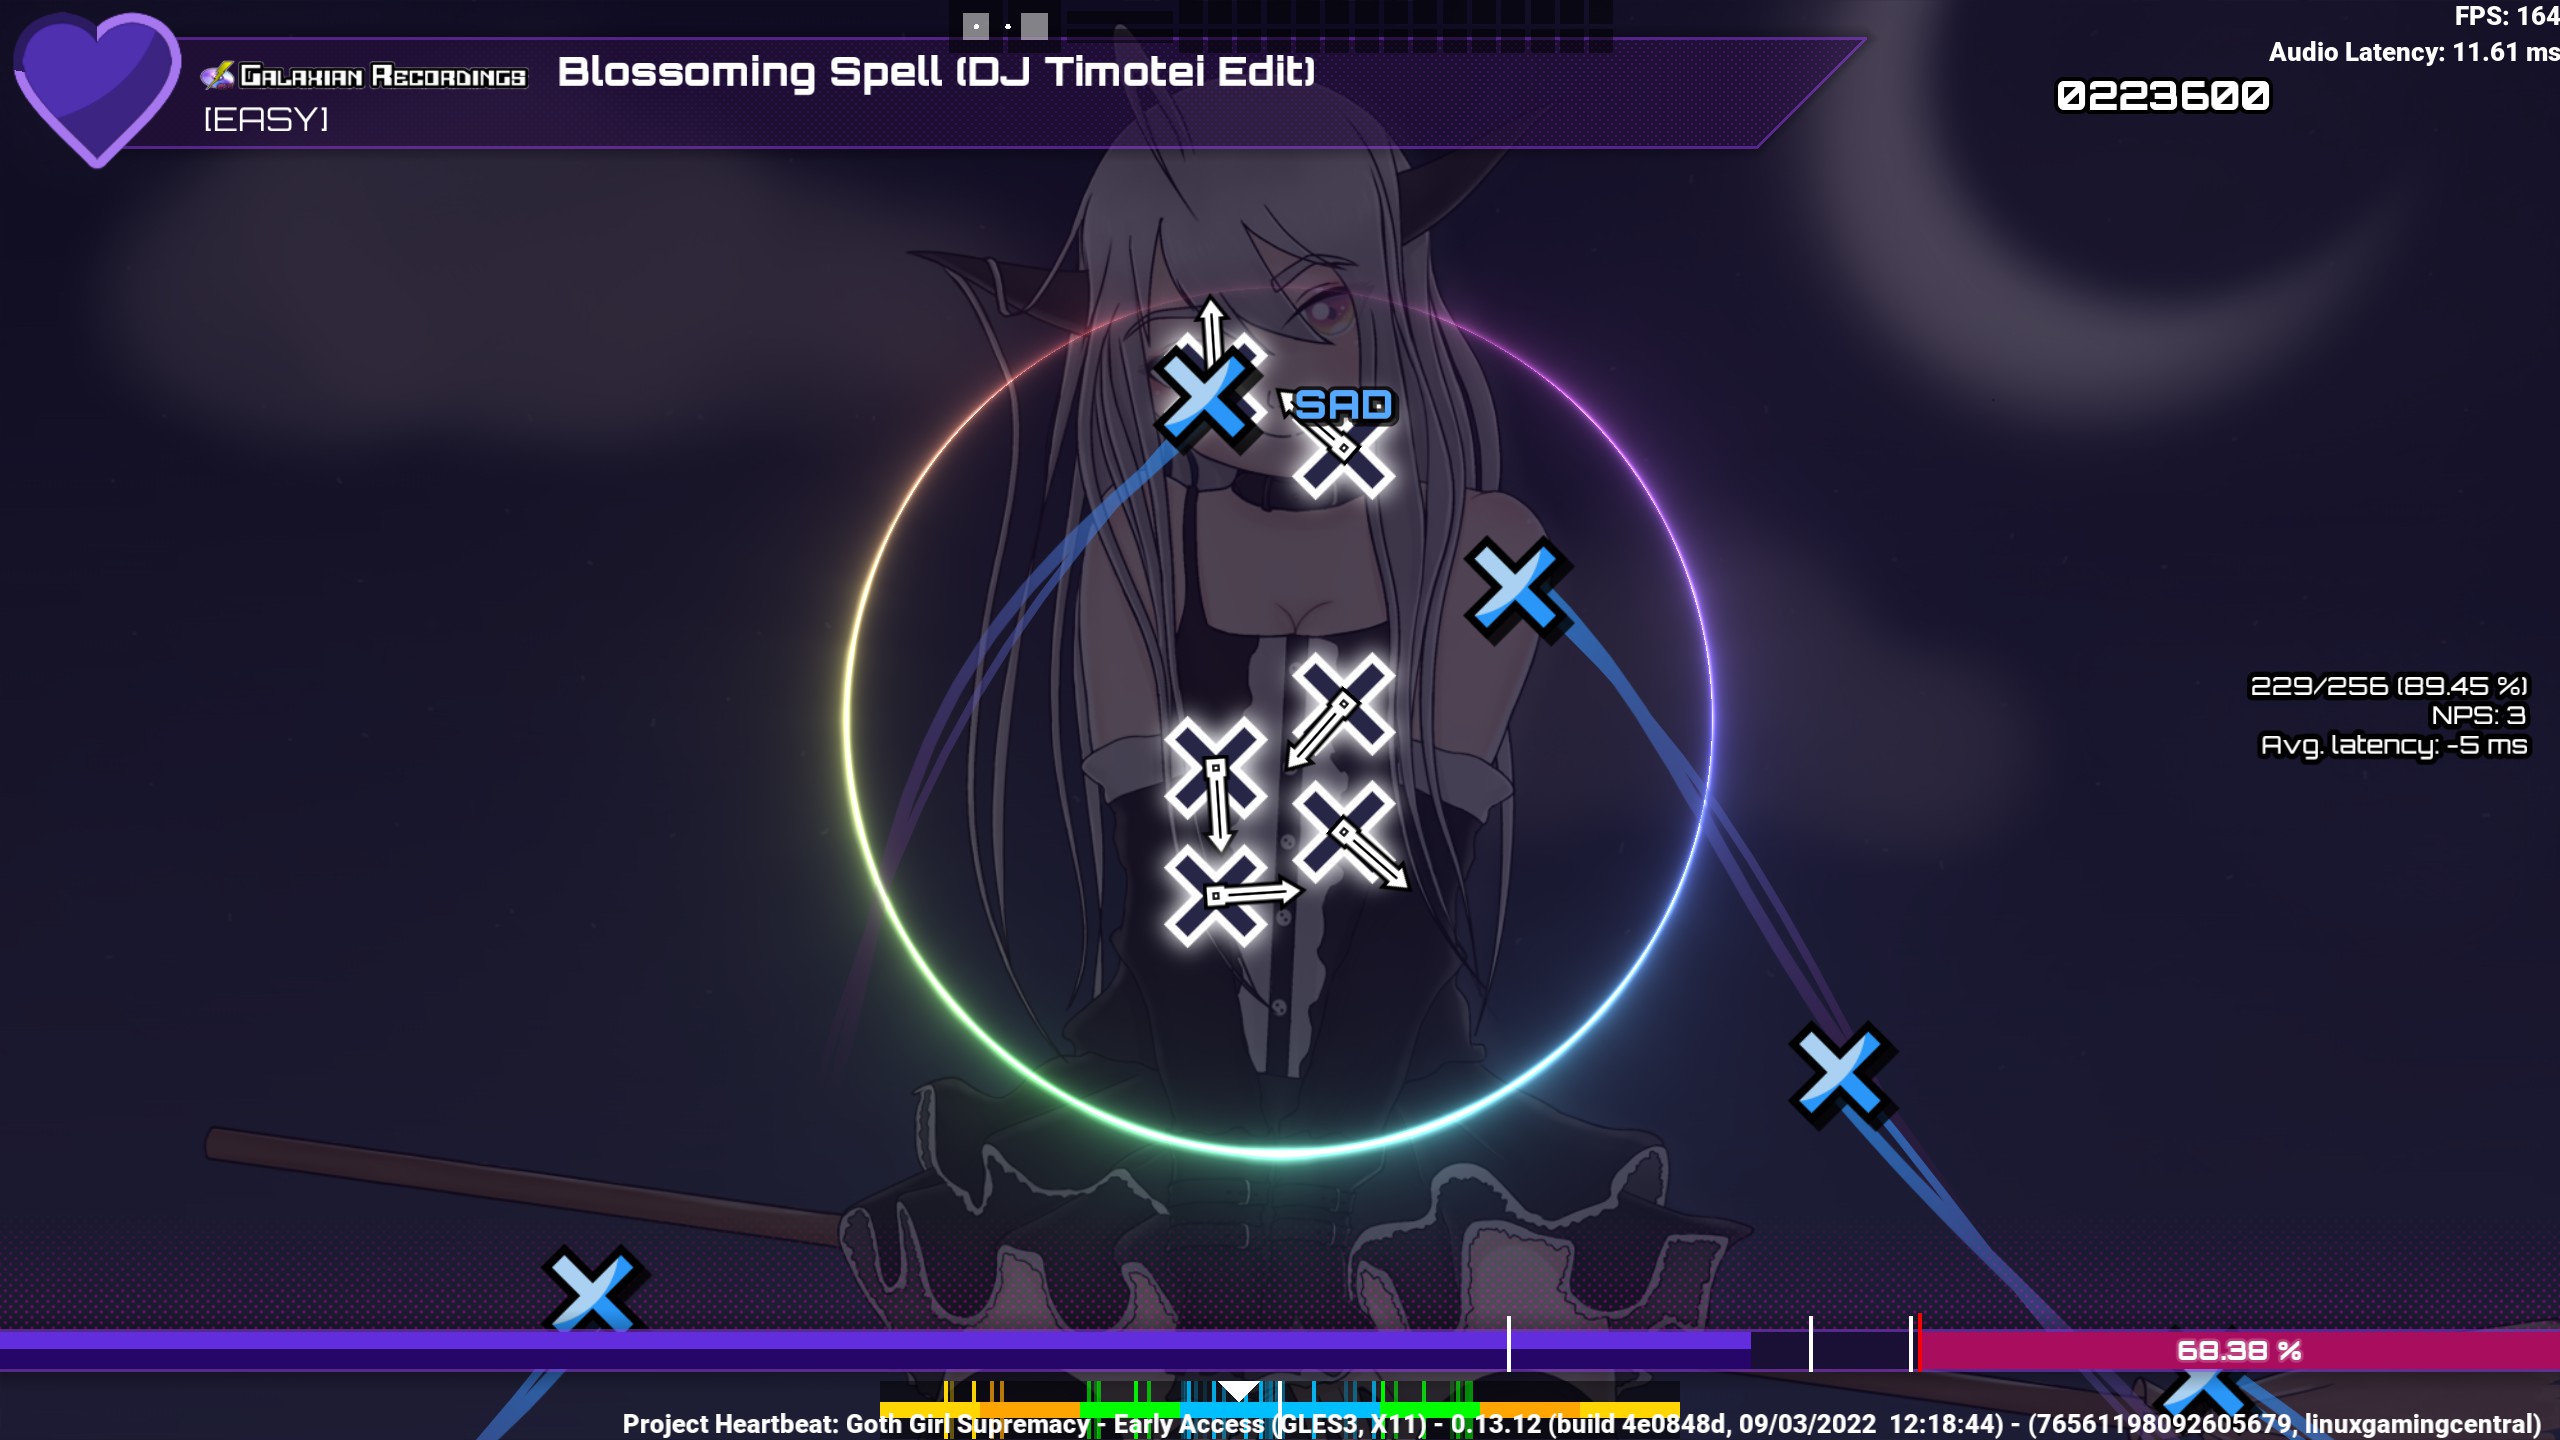 FPS: 164
Audio Latency: 11.61 ms
Galaxian Recordings Blossoming Spell (DJ Timotei Edit)
[EASY]
0223600
SAD
229/256 (89.45 %)
NPS: 3
Avg. latency: -5 ms
68.38 %
Project Heartbeat: Goth Girl Supremacy - Early Access (GLES3, X11) - 0.13.12 (build 4e0848d, 09/03/2022 12:18:44) - (76561198092605679, linuxgamingcentral)